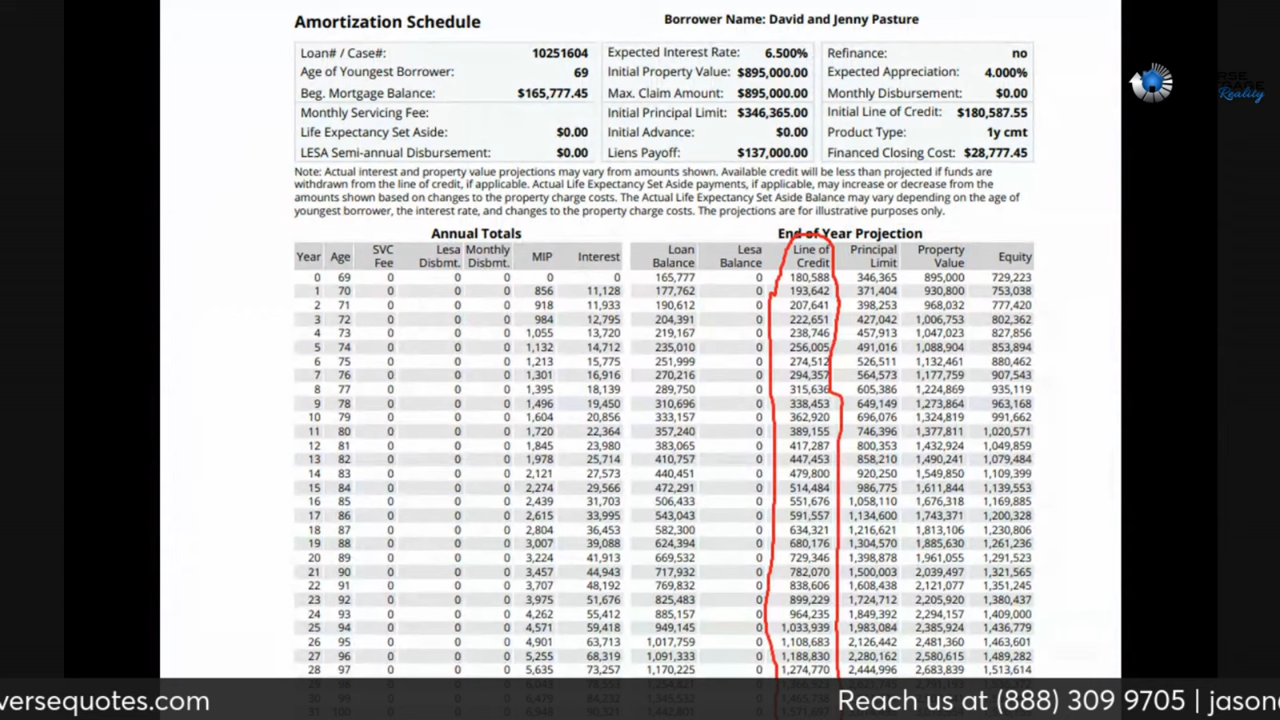 Amortization Schedule
Borrower Name: David and Jenny Pasture
Loan# / Case#: 10251604 Expected Interest Rate: 6.500% Refinance: no
Age of Youngest Borrower: 69 Initial Property Value: $895,000.00 Expected Appreciation: 4.000%
Beg. Mortgage Balance: $165,777.45 Max. Claim Amount: $895,000.00 Monthly Disbursement: $0.00
Monthly Servicing Fee: Initial Principal Limit: $346,365.00 Initial Line of Credit: $180,587.55
Life Expectancy Set Aside: $0.00 Initial Advance: $0.00 Product Type: 1y cmt
LESA Semi-annual Disbursement: $0.00 Liens Payoff: $137,000.00 Financed Closing Cost: $28,777.45
Note: Actual interest and property value projections may vary from amounts shown. Available credit will be less than projected if funds are
withdrawn from the line of credit, if applicable. Actual Life Expectancy Set Aside payments, if applicable, may increase or decrease from the
amounts shown based on changes to the property charge costs. The Actual Life Expectancy Set Aside Balance may vary depending on the age of
youngest borrower, the interest rate, and changes to the property charge costs. The projections are for illustrative purposes only.
Annual Totals End of Year Projection
SVC Lesa Monthly Loan Lesa Line of Principal Property
Year Age Fee Disbmt. Disbmt. MIP Interest Balance Balance Credit Limit Value Equity
0 69 0 0 0 0 0 165,777 0 180,588 346,365 895,000 729,223
1 70 0 0 0 856 11,128 177,762 0 193,642 371,404 930,800 753,038
2 71 0 0 0 918 11,933 190,612 0 207,641 398,253 968,032 777,420
3 72 0 0 0 984 12,795 204,391 0 222,651 427,042 1,006,753 802,362
4 73 0 0 0 1,055 13,720 219,167 0 238,746 457,913 1,047,023 827,856
5 74 0 0 0 1,132 14,712 235,010 0 256,005 491,016 1,088,904 853,894
6 75 0 0 0 1,213 15,775 251,999 0 274,512 526,511 1,132,461 880,462
7 76 0 0 0 1,301 16,916 270,216 0 294,357 564,573 1,177,759 907,543
8 77 0 0 0 1,395 18,139 289,750 0 315,636 605,386 1,224,869 935,119
9 78 0 0 0 1,496 19,450 310,696 0 338,453 649,149 1,273,864 963,168
10 79 0 0 0 1,604 20,856 333,157 0 362,920 696,076 1,324,819 991,662
11 80 0 0 0 1,720 22,364 357,240 0 389,155 746,396 1,377,811 1,020,571
12 81 0 0 0 1,845 23,980 383,065 0 417,287 800,353 1,432,924 1,049,859
13 82 0 0 0 1,978 25,714 410,757 0 447,453 858,210 1,490,241 1,079,484
14 83 0 0 0 2,121 27,573 440,451 0 479,800 920,250 1,549,850 1,109,399
15 84 0 0 0 2,274 29,566 472,291 0 514,484 986,775 1,611,844 1,139,553
16 85 0 0 0 2,439 31,703 506,433 0 551,676 1,058,110 1,676,318 1,169,885
17 86 0 0 0 2,615 33,995 543,043 0 591,557 1,134,600 1,743,371 1,200,328
18 87 0 0 0 2,804 36,453 582,300 0 634,321 1,216,621 1,813,106 1,230,806
19 88 0 0 0 3,007 39,088 624,394 0 680,176 1,304,570 1,885,630 1,261,236
20 89 0 0 0 3,224 41,913 669,532 0 729,346 1,398,878 1,961,055 1,291,523
21 90 0 0 0 3,457 44,943 717,932 0 782,070 1,500,003 2,039,497 1,321,565
22 91 0 0 0 3,707 48,192 769,832 0 838,606 1,608,438 2,121,077 1,351,245
23 92 0 0 0 3,975 51,676 825,483 0 899,229 1,724,712 2,205,920 1,380,437
24 93 0 0 0 4,262 55,412 885,157 0 964,235 1,849,392 2,294,157 1,409,000
25 94 0 0 0 4,571 59,418 949,145 0 1,033,939 1,983,084 2,385,924 1,436,779
26 95 0 0 0 4,901 63,713 1,017,759 0 1,108,683 2,126,442 2,481,360 1,463,601
27 96 0 0 0 5,255 68,319 1,091,333 0 1,188,830 2,280,162 2,580,615 1,489,282
28 97 0 0 0 5,635 73,257 1,170,225 0 1,274,770 2,444,996 2,683,839 1,513,614
Reality
versequotes.com Reach us at (888) 309 9705 | jason